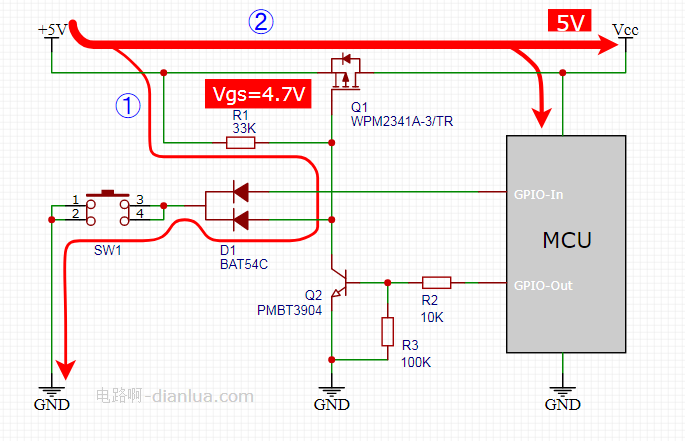 ②
5V
+5V
Vcc
①
Vgs=4.7V
Q1
WPM2341A-3/TR
R1
33K
1
3
2
4
SW1
D1
BAT54C
GPIO-In
MCU
GPIO-Out
Q2
PMBT3904
R2
10K
R3
100K
电路啊-dianlua.com
GND
GND
GND